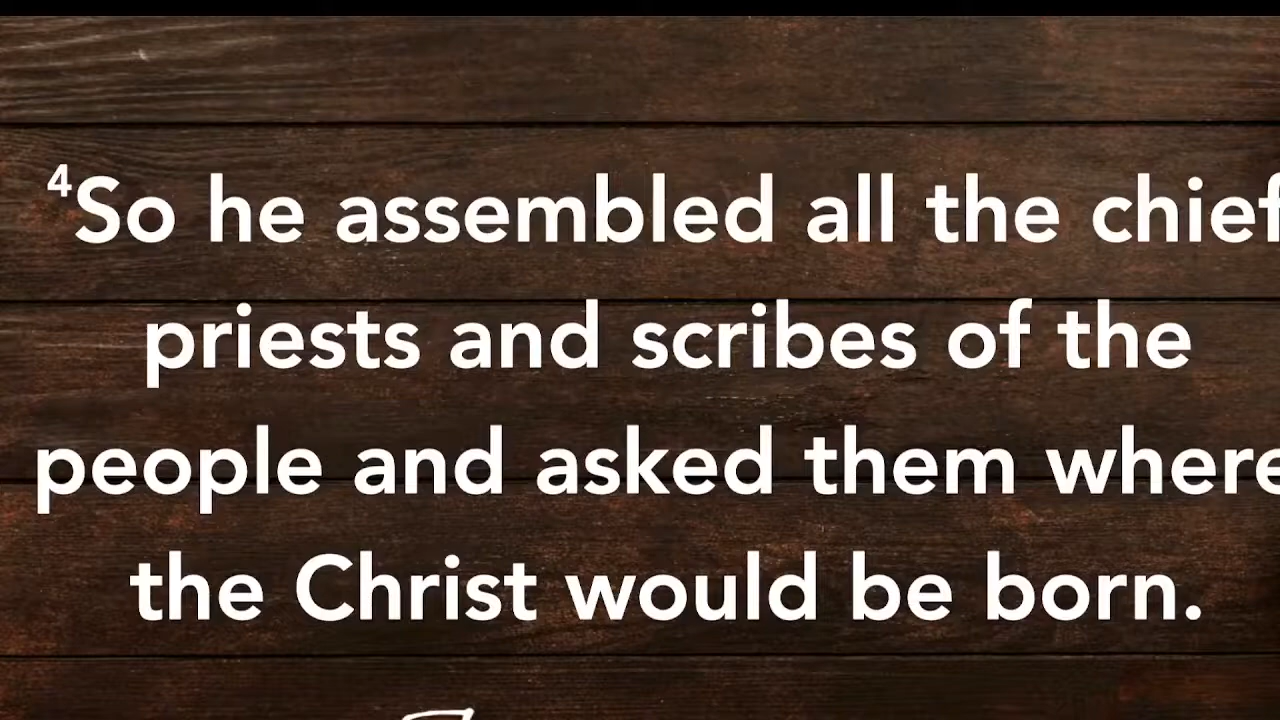 ⁴So he assembled all the chief
priests and scribes of the
people and asked them where
the Christ would be born.